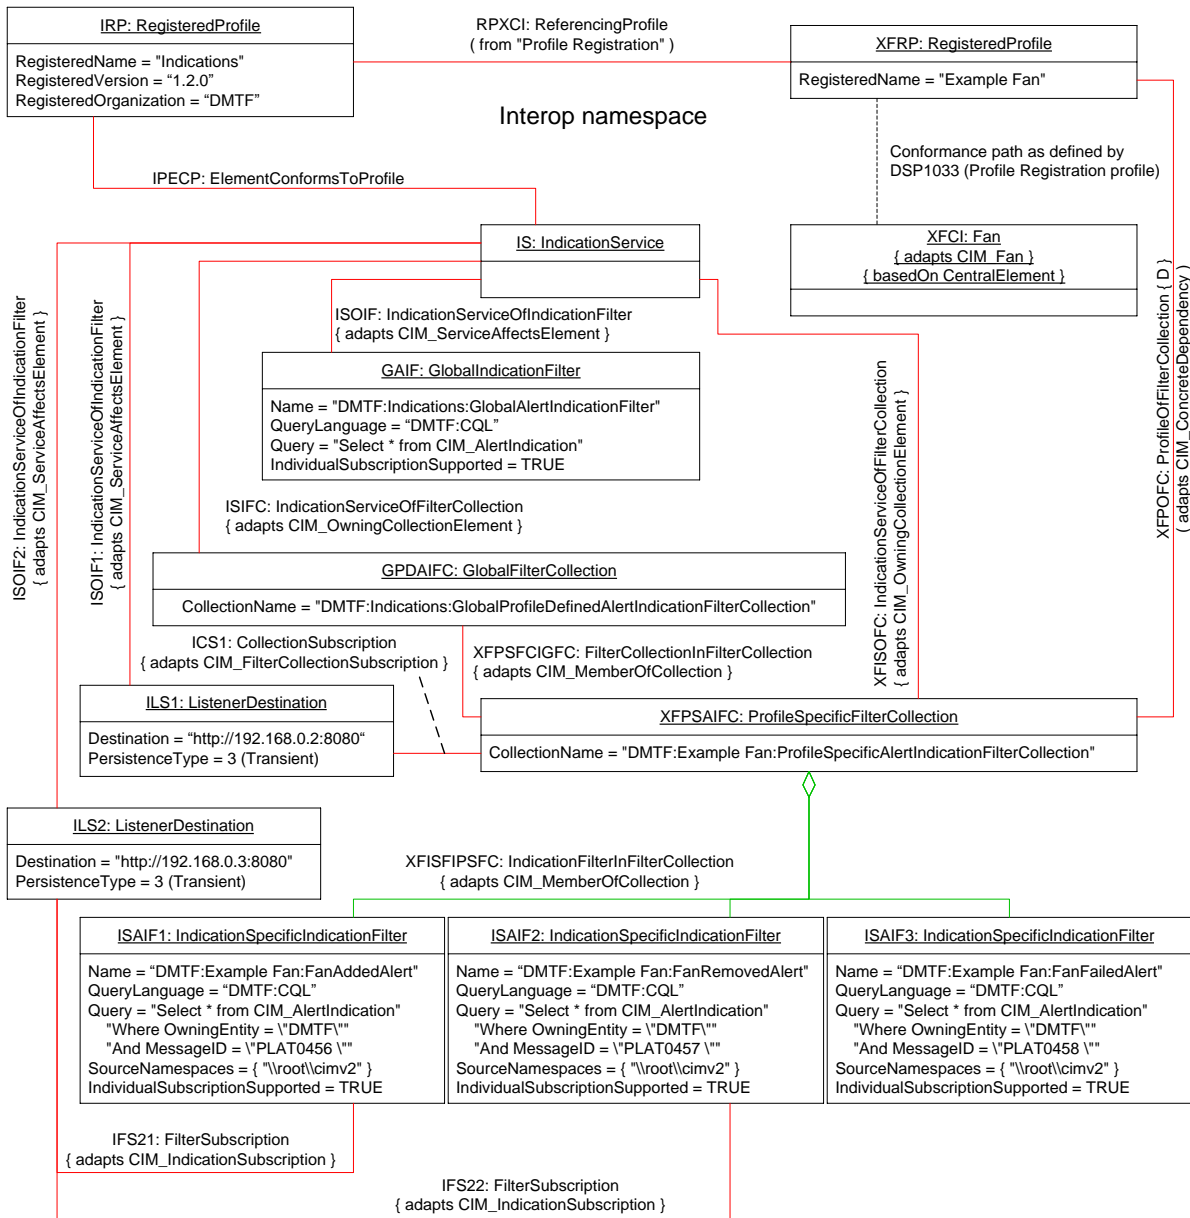 IRP: RegisteredProfile
RegisteredName = "Indications"
RegisteredVersion = “1.2.0”
RegisteredOrganization = “DMTF”
RPXCI: ReferencingProfile
( from "Profile Registration" )
XFRP: RegisteredProfile
RegisteredName = "Example Fan"
Interop namespace
Conformance path as defined by
DSP1033 (Profile Registration profile)
IPECP: ElementConformsToProfile
IS: IndicationService
XFCI: Fan
{ adapts CIM_Fan }
{ basedOn CentralElement }
ISOIF2: IndicationServiceOfIndicationFilter
{ adapts CIM_ServiceAffectsElement }
ISOIF1: IndicationServiceOfIndicationFilter
{ adapts CIM_ServiceAffectsElement }
ISOIF: IndicationServiceOfIndicationFilter
{ adapts CIM_ServiceAffectsElement }
XFISOFC: IndicationServiceOfFilterCollection
{ adapts CIM_OwningCollectionElement }
XFPOFC: ProfileOfFilterCollection { D }
( adapts CIM_ConcreteDependency )
GAIF: GlobalIndicationFilter
Name = "DMTF:Indications:GlobalAlertIndicationFilter"
QueryLanguage = “DMTF:CQL”
Query = "Select * from CIM_AlertIndication"
IndividualSubscriptionSupported = TRUE
ISIFC: IndicationServiceOfFilterCollection
{ adapts CIM_OwningCollectionElement }
GPDAIFC: GlobalFilterCollection
CollectionName = "DMTF:Indications:GlobalProfileDefinedAlertIndicationFilterCollection"
ICS1: CollectionSubscription
{ adapts CIM_FilterCollectionSubscription }
XFPSFCIGFC: FilterCollectionInFilterCollection
{ adapts CIM_MemberOfCollection }
ILS1: ListenerDestination
Destination = “http://192.168.0.2:8080“
PersistenceType = 3 (Transient)
XFPSAIFC: ProfileSpecificFilterCollection
CollectionName = "DMTF:Example Fan:ProfileSpecificAlertIndicationFilterCollection"
ILS2: ListenerDestination
Destination = "http://192.168.0.3:8080"
PersistenceType = 3 (Transient)
XFISFIPSFC: IndicationFilterInFilterCollection
{ adapts CIM_MemberOfCollection }
ISAIF1: IndicationSpecificIndicationFilter
Name = “DMTF:Example Fan:FanAddedAlert”
QueryLanguage = “DMTF:CQL”
Query = "Select * from CIM_AlertIndication"
"Where OwningEntity = \"DMTF\""
"And MessageID = \"PLAT0456 \""
SourceNamespaces = { "\\root\\cimv2" }
IndividualSubscriptionSupported = TRUE
ISAIF2: IndicationSpecificIndicationFilter
Name = “DMTF:Example Fan:FanRemovedAlert”
QueryLanguage = “DMTF:CQL”
Query = "Select * from CIM_AlertIndication"
"Where OwningEntity = \"DMTF\""
"And MessageID = \"PLAT0457 \""
SourceNamespaces = { "\\root\\cimv2" }
IndividualSubscriptionSupported = TRUE
ISAIF3: IndicationSpecificIndicationFilter
Name = “DMTF:Example Fan:FanFailedAlert”
QueryLanguage = “DMTF:CQL”
Query = "Select * from CIM_AlertIndication"
"Where OwningEntity = \"DMTF\""
"And MessageID = \"PLAT0458 \""
SourceNamespaces = { "\\root\\cimv2" }
IndividualSubscriptionSupported = TRUE
IFS21: FilterSubscription
{ adapts CIM_IndicationSubscription }
IFS22: FilterSubscription
{ adapts CIM_IndicationSubscription }